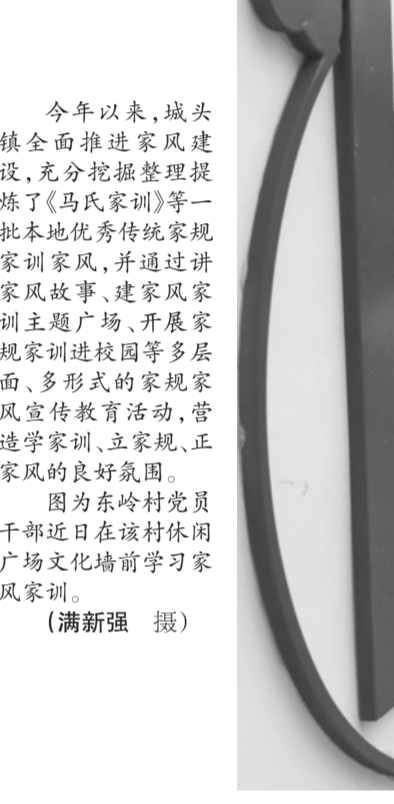 今年以来，城头
镇全面推进家风建
设，充分挖掘整理提
炼了《马氏家训》等一
批本地优秀传统家规
家训家风，并通过讲
家风故事、建家风家
训主题广场、开展家
规家训进校园等多层
面、多形式的家规家
风宣传教育活动，营
造学家训、立家规、正
家风的良好氛围。
图为东岭村党员
干部近日在该村休闲
广场文化墙前学习家
风家训。
（满新强　摄）